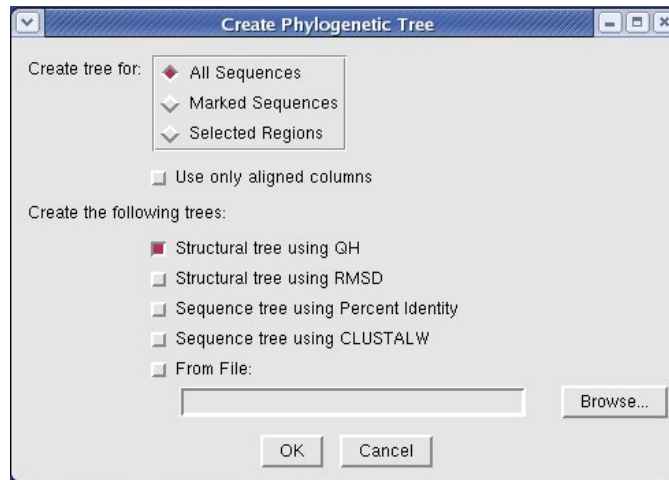 Create Phylogenetic Tree
Create tree for:
All Sequences
Marked Sequences
Selected Regions
Use only aligned columns
Create the following trees:
Structural tree using QH
Structural tree using RMSD
Sequence tree using Percent Identity
Sequence tree using CLUSTALW
From File:
Browse...
OK Cancel